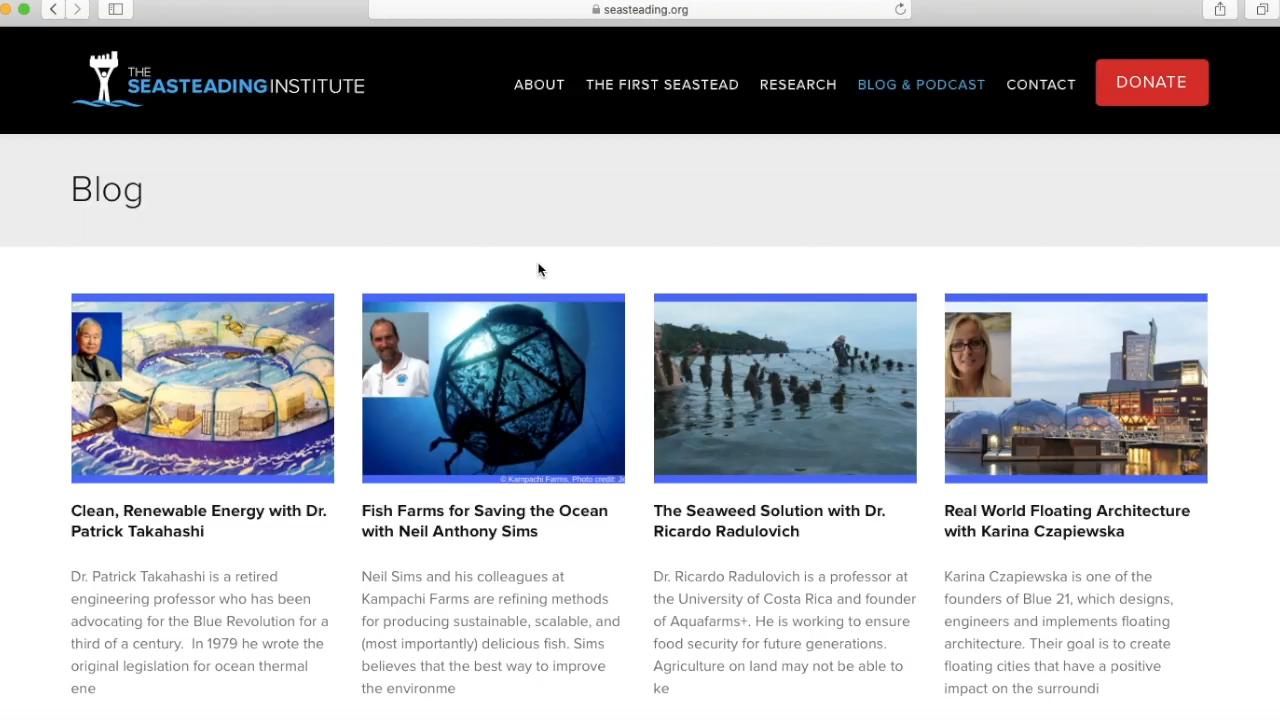 seasteading.org
THE
SEASTEADINGINSTITUTE
ABOUT
THE FIRST SEASTEAD
RESEARCH
BLOG & PODCAST
CONTACT
DONATE
Blog
© Kampachi Farms. Photo credit:
Clean, Renewable Energy with Dr.
Patrick Takahashi
Dr. Patrick Takahashi is a retired
engineering professor who has been
advocating for the Blue Revolution for a
third of a century. In 1979 he wrote the
original legislation for ocean thermal
ene
Fish Farms for Saving the Ocean
with Neil Anthony Sims
Neil Sims and his colleagues at
Kampachi Farms are refining methods
for producing sustainable, scalable, and
(most importantly) delicious fish. Sims
believes that the best way to improve
the environme
The Seaweed Solution with Dr.
Ricardo Radulovich
Dr. Ricardo Radulovich is a professor at
the University of Costa Rica and founder
of Aquafarms+. He is working to ensure
food security for future generations.
Agriculture on land may not be able to
ke
Real World Floating Architecture
with Karina Czapiewska
Karina Czapiewska is one of the
founders of Blue 21, which designs,
engineers and implements floating
architecture. Their goal is to create
floating cities that have a positive
impact on the surroundi